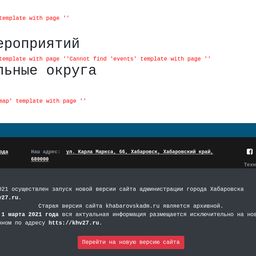 template with page ''
ероприятий
template with page ''Cannot find 'events' template with page ''
льные округа
map' template with page ''
ода
Наш адрес: ул. Карла Маркса, 66, Хабаровск, Хабаровский край, 680000
Техн
021 осуществлен запуск новой версии сайта администрации города Хабаровска
v27.ru.
Старая версия сайта khabarovskadm.ru является архивной.
1 марта 2021 года вся актуальная информация размещается исключительно на но
нном по адресу https://khv27.ru.
Перейти на новую версию сайта